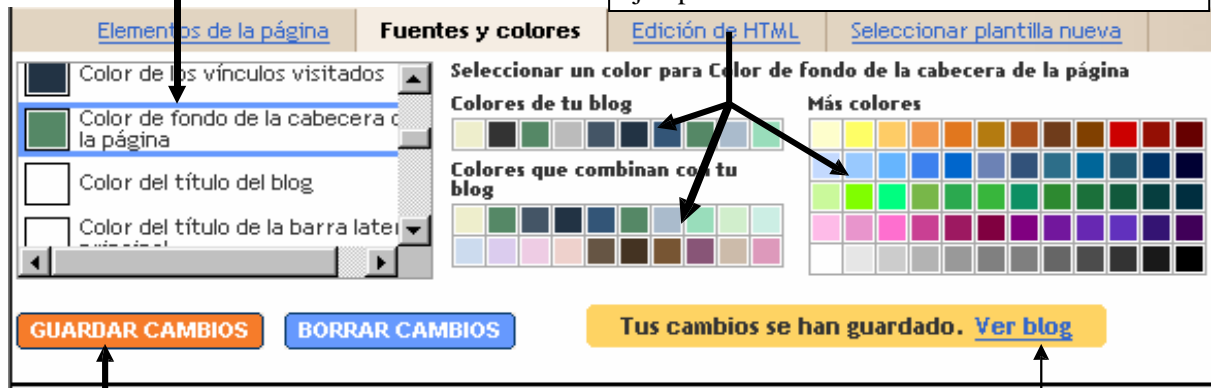 Elementos de la página
Fuentes y colores
Edición de HTML
Seleccionar plantilla nueva
Color de los vínculos visitados
Color de fondo de la cabecera
la página
Color del título del blog
Color del título de la barra
Seleccionar un color para Color de fondo de la cabecera de la página
Colores de tu blog
Colores que combinan con tu
blog
Más colores
GUARDAR CAMBIOS
BORRAR CAMBIOS
Tus cambios se han guardado. Ver blog